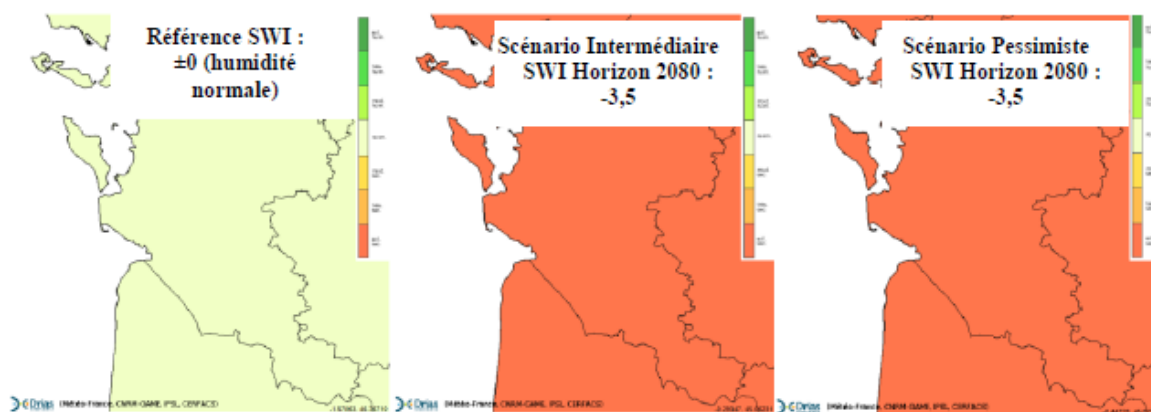 Référence SWI :
±0 (humidité
normale)
Scénario Intermédiaire
SWI Horizon 2080 :
-3,5
Scénario Pessimiste
SWI Horizon 2080 :
-3,5
Drias (Météo-France, CNRM-GAME, IPSL, CERFACS)
Drias (Météo-France, CNRM-GAME, IPSL, CERFACS)
Drias (Météo-France, CNRM-GAME, IPSL, CERFACS)